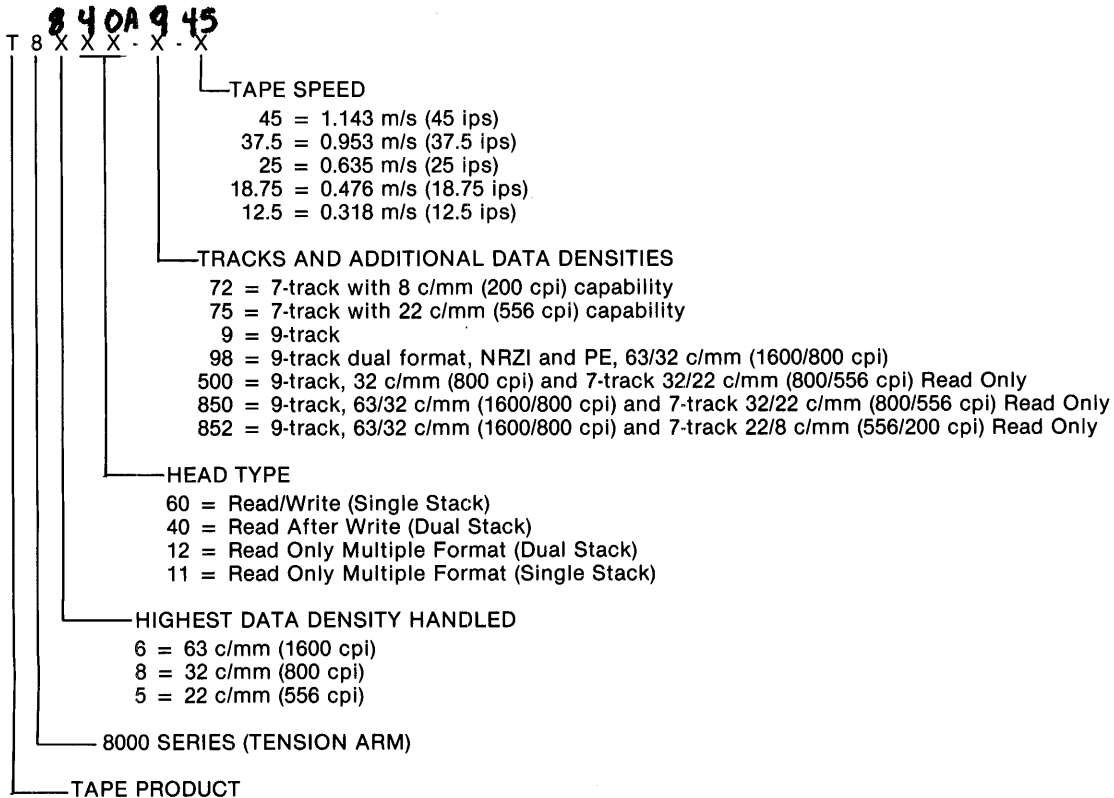 8 4 0A 9 45
T 8 X X X - X - X
TAPE SPEED
45 = 1.143 m/s (45 ips)
37.5 = 0.953 m/s (37.5 ips)
25 = 0.635 m/s (25 ips)
18.75 = 0.476 m/s (18.75 ips)
12.5 = 0.318 m/s (12.5 ips)
TRACKS AND ADDITIONAL DATA DENSITIES
72 = 7-track with 8 c/mm (200 cpi) capability
75 = 7-track with 22 c/mm (556 cpi) capability
9 = 9-track
98 = 9-track dual format, NRZI and PE, 63/32 c/mm (1600/800 cpi)
500 = 9-track, 32 c/mm (800 cpi) and 7-track 32/22 c/mm (800/556 cpi) Read Only
850 = 9-track, 63/32 c/mm (1600/800 cpi) and 7-track 32/22 c/mm (800/556 cpi) Read Only
852 = 9-track, 63/32 c/mm (1600/800 cpi) and 7-track 22/8 c/mm (556/200 cpi) Read Only
HEAD TYPE
60 = Read/Write (Single Stack)
40 = Read After Write (Dual Stack)
12 = Read Only Multiple Format (Dual Stack)
11 = Read Only Multiple Format (Single Stack)
HIGHEST DATA DENSITY HANDLED
6 = 63 c/mm (1600 cpi)
8 = 32 c/mm (800 cpi)
5 = 22 c/mm (556 cpi)
8000 SERIES (TENSION ARM)
TAPE PRODUCT